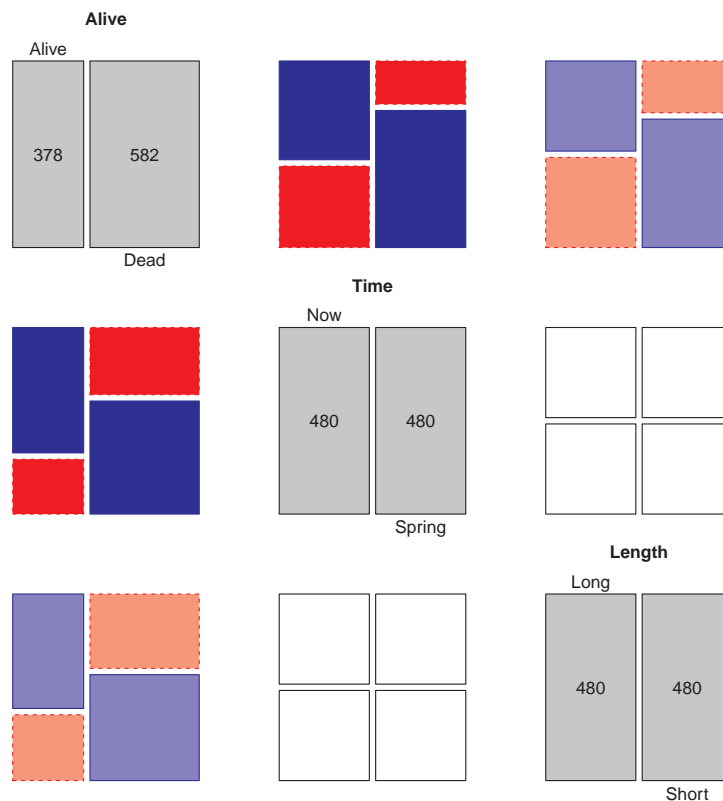 Alive
Alive
378 582
Dead
Time
Now
480 480
Spring
Length
Long
480 480
Short